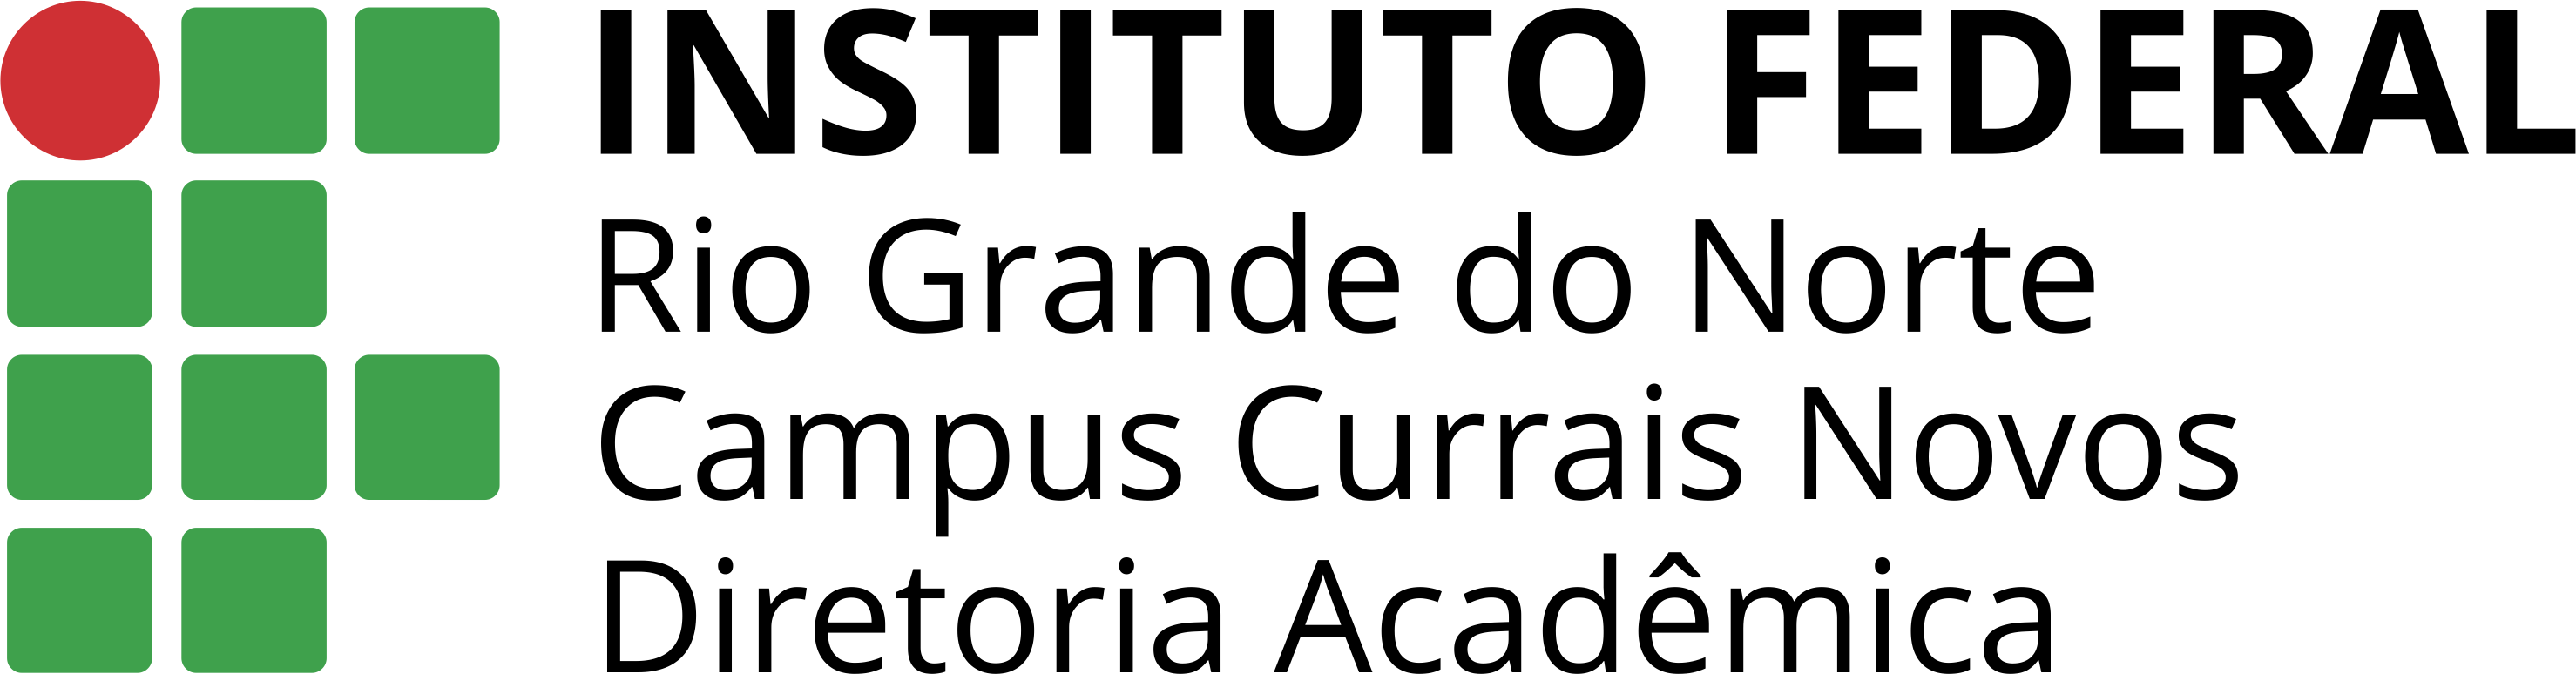 INSTITUTO FEDERAL
Rio Grande do Norte
Campus Currais Novos
Diretoria Acadêmica